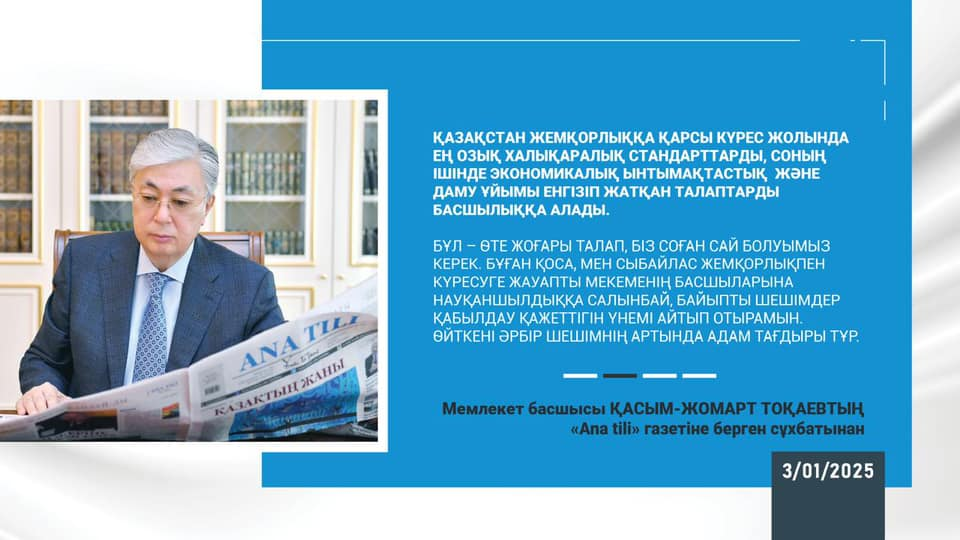 ҚАЗАҚСТАН ЖЕМҚОРЛЫҚҚА ҚАРСЫ КҮРЕС ЖОЛЫНДА
ЕҢ ОЗЫҚ ХАЛЫҚАРАЛЫҚ СТАНДАРТТАРДЫ, СОНЫҢ
ІШІНДЕ ЭКОНОМИКАЛЫҚ ЫНТЫМАҚТАСТЫҚ ЖӘНЕ
ДАМУ ҰЙЫМЫ ЕНГІЗІП ЖАТҚАН ТАЛАПТАРДЫ
БАСШЫЛЫҚҚА АЛАДЫ.
БҰЛ – ӨТЕ ЖОҒАРЫ ТАЛАП, БІЗ СОҒАН САЙ БОЛУЫМЫЗ
КЕРЕК. БҰҒАН ҚОСА, МЕН СЫБАЙЛАС ЖЕМҚОРЛЫҚПЕН
КҮРЕСУГЕ ЖАУАПТЫ МЕКЕМЕНІҢ БАСШЫЛАРЫНА
НАУҚАНШЫЛДЫҚҚА САЛЫНБАЙ, БАЙЫПТЫ ШЕШІМДЕР
ҚАБЫЛДАУ ҚАЖЕТТІГІН ҮНЕМІ АЙТЫП ОТЫРАМЫН.
ӨЙТКЕНІ ӘРБІР ШЕШІМНІҢ АРТЫНДА АДАМ ТАҒДЫРЫ ТҰР.
Мемлекет басшысы ҚАСЫМ-ЖОМАРТ ТОҚАЕВТЫҢ
«Ana tili» газетіне берген сұхбатынан
3/01/2025
ANA TILI
ҚАЗАҚТЫҢ ЖАНЫ